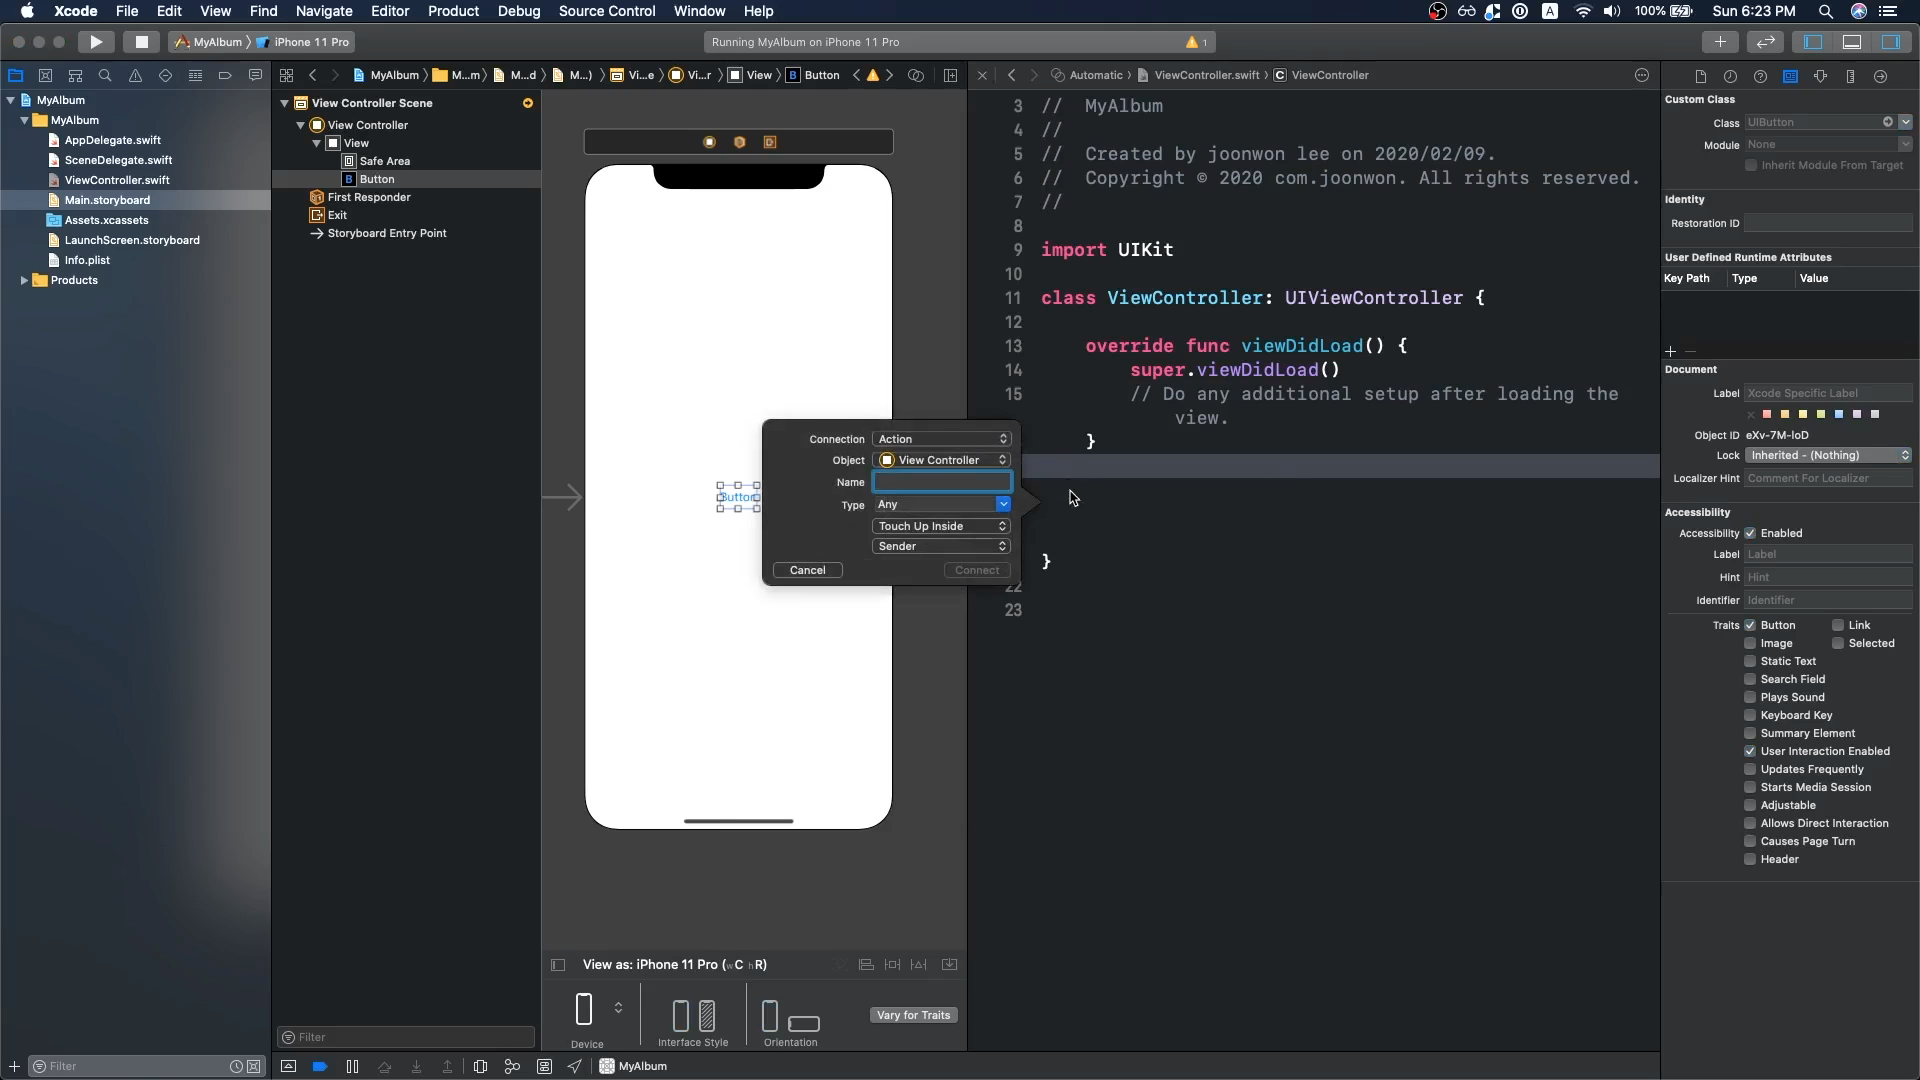 Xcode File Edit View Find Navigate Editor Product Debug Source Control Window Help
A 100% Sun 6:23 PM
MyAlbum iPhone 11 Pro
Running MyAlbum on iPhone 11 Pro
1
MyAlbum M...m M...d M...) Vi...e Vi...r View B Button
Automatic ViewController.swift C ViewController
MyAlbum
MyAlbum
AppDelegate.swift
SceneDelegate.swift
ViewController.swift
Main.storyboard
Assets.xcassets
LaunchScreen.storyboard
Info.plist
Products
Filter
View Controller Scene
View Controller
View
Safe Area
B Button
First Responder
Exit
Storyboard Entry Point
Filter
Button
Connection Action
Object View Controller
Name
Type Any
Touch Up Inside
Sender
Cancel Connect
View as: iPhone 11 Pro (wC hR)
Device
Interface Style
Orientation
Vary for Traits
MyAlbum
3 // MyAlbum
4 //
5 // Created by joonwon lee on 2020/02/09.
6 // Copyright © 2020 com.joonwon. All rights reserved.
7 //
8
9 import UIKit
10
11 class ViewController: UIViewController {
12
13 override func viewDidLoad() {
14 super.viewDidLoad()
15 // Do any additional setup after loading the
view.
}
}
22
23
Custom Class
Class UIButton
Module None
Inherit Module From Target
Identity
Restoration ID
User Defined Runtime Attributes
Key Path Type Value
Document
Label Xcode Specific Label
Object ID eXv-7M-loD
Lock Inherited - (Nothing)
Localizer Hint Comment For Localizer
Accessibility
Accessibility Enabled
Label Label
Hint Hint
Identifier Identifier
Traits Button Link
Image Selected
Static Text
Search Field
Plays Sound
Keyboard Key
Summary Element
User Interaction Enabled
Updates Frequently
Starts Media Session
Adjustable
Allows Direct Interaction
Causes Page Turn
Header